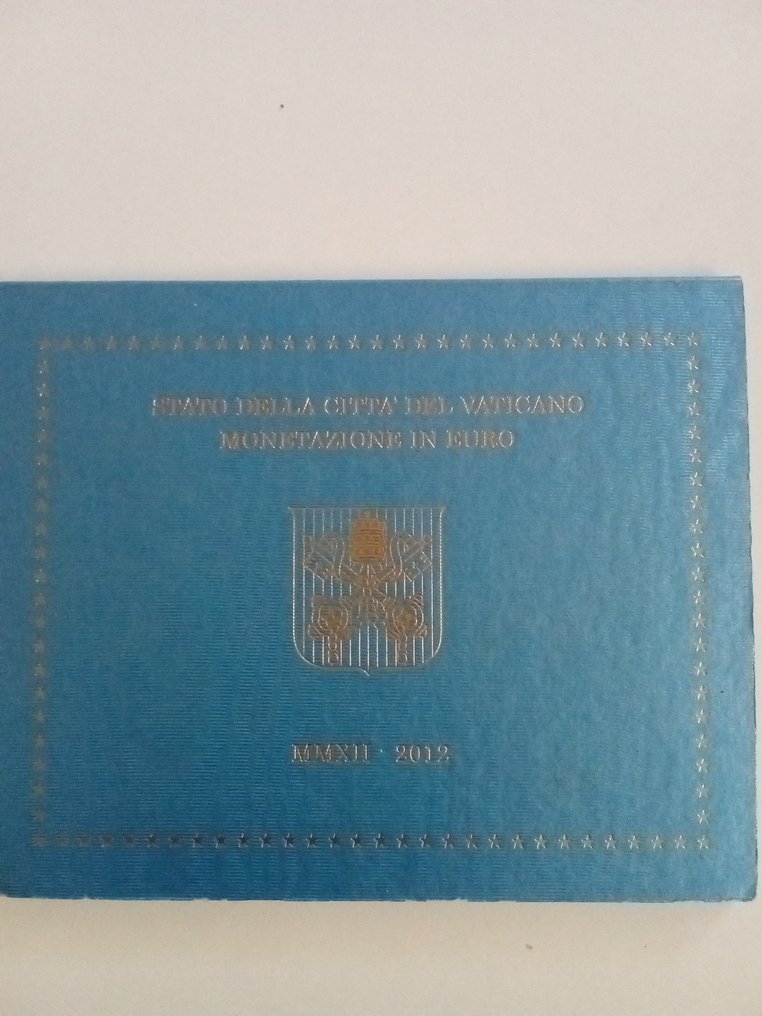 STATO DELLA CITTA' DEL VATICANO
MONETAZIONE IN EURO
MMXII · 2012